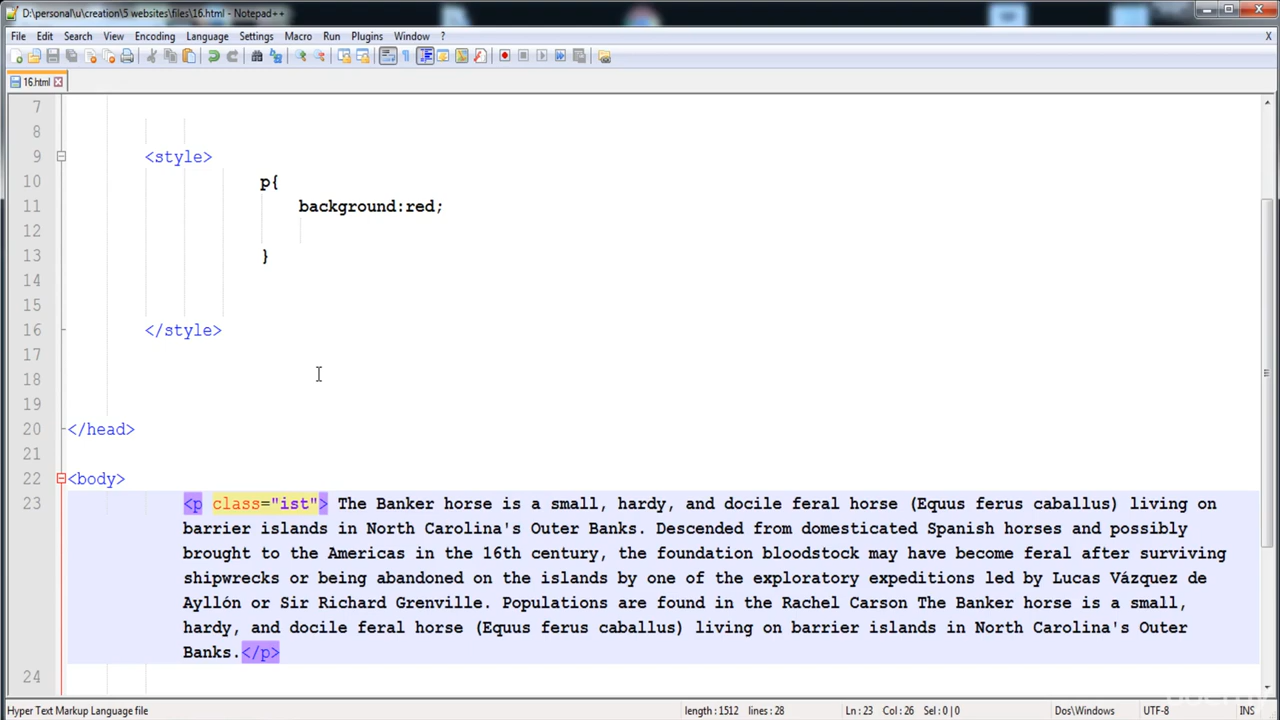 D:\personal\u\creation\5 websites\files\16.html - Notepad++
File Edit Search View Encoding Language Settings Macro Run Plugins Window ? X
16.html
7
8
9 <style>
10 p{
11 background:red;
12
13 }
14
15
16 </style>
17
18
19
20 </head>
21
22 <body>
23 <p class="ist"> The Banker horse is a small, hardy, and docile feral horse (Equus ferus caballus) living on
barrier islands in North Carolina's Outer Banks. Descended from domesticated Spanish horses and possibly
brought to the Americas in the 16th century, the foundation bloodstock may have become feral after surviving
shipwrecks or being abandoned on the islands by one of the exploratory expeditions led by Lucas Vázquez de
Ayllón or Sir Richard Grenville. Populations are found in the Rachel Carson The Banker horse is a small,
hardy, and docile feral horse (Equus ferus caballus) living on barrier islands in North Carolina's Outer
Banks.</p>
24
Hyper Text Markup Language file length : 1512 lines : 28 Ln : 23 Col : 26 Sel : 0 | 0 Dos\Windows UTF-8 INS